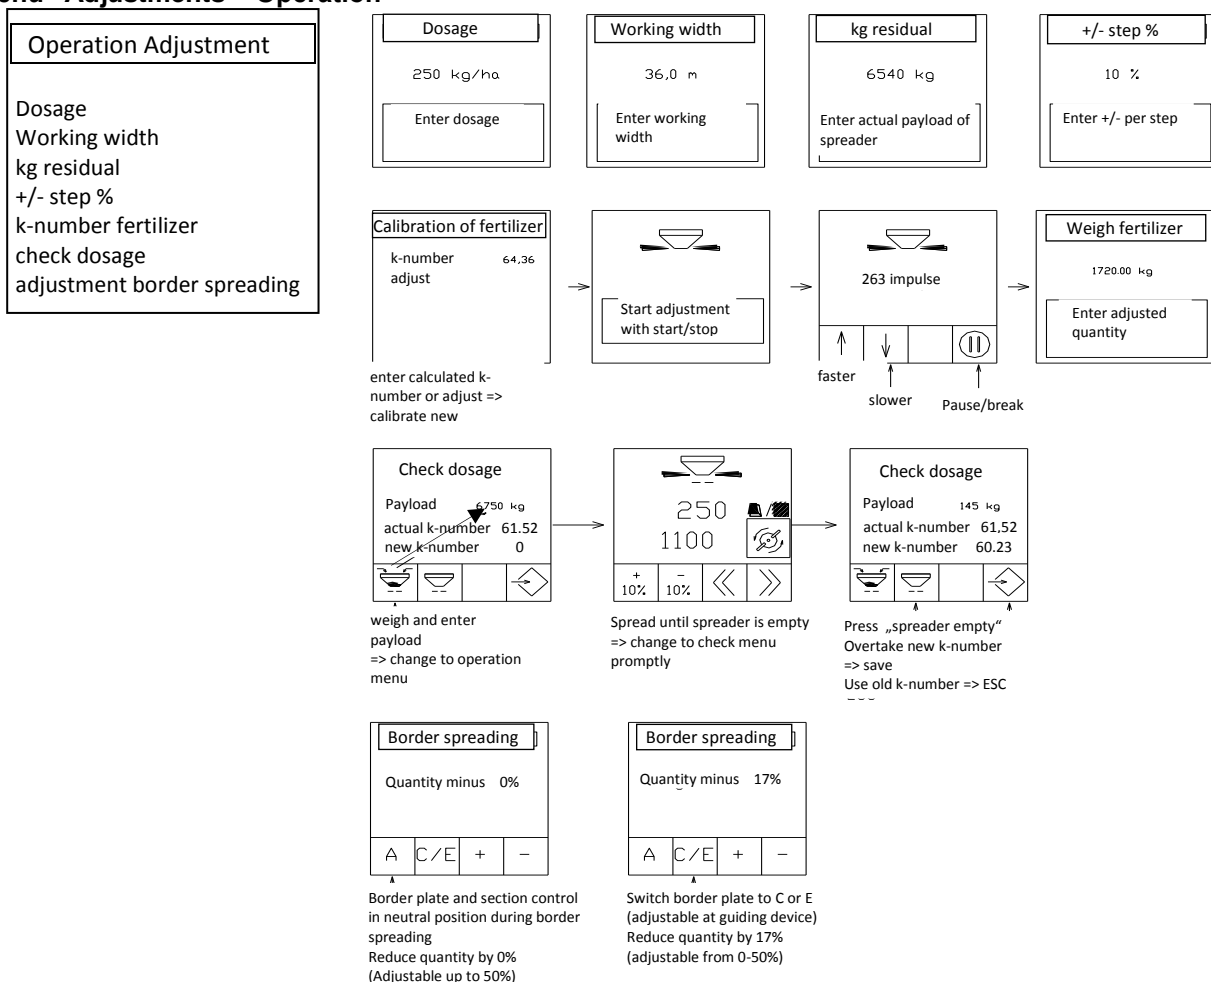 Adjustments
Operation
Operation Adjustment
Dosage
Working width
kg residual
+/- step %
k-number fertilizer
check dosage
adjustment border spreading
Dosage
250 kg/ha
Enter dosage
Working width
36,0 m
Enter working
width
kg residual
6540 kg
Enter actual payload of
spreader
+/- step %
10 %
Enter +/- per step
Calibration of fertilizer
k-number 64,36
adjust
enter calculated k-
number or adjust =>
calibrate new
Start adjustment
with start/stop
263 impulse
faster
slower
Pause/break
Weigh fertilizer
1720.00 kg
Enter adjusted
quantity
Check dosage
Payload 6750 kg
actual k-number 61.52
new k-number 0
weigh and enter
payload
=> change to operation
menu
250
1100
+ 10%
- 10%
Spread until spreader is empty
=> change to check menu
promptly
Check dosage
Payload 145 kg
actual k-number 61,52
new k-number 60.23
Press „spreader empty“
Overtake new k-number
=> save
Use old k-number => ESC
Border spreading
Quantity minus 0%
A C/E + -
Border plate and section control
in neutral position during border
spreading
Reduce quantity by 0%
(Adjustable up to 50%)
Border spreading
Quantity minus 17%
A C/E + -
Switch border plate to C or E
(adjustable at guiding device)
Reduce quantity by 17%
(adjustable from 0-50%)